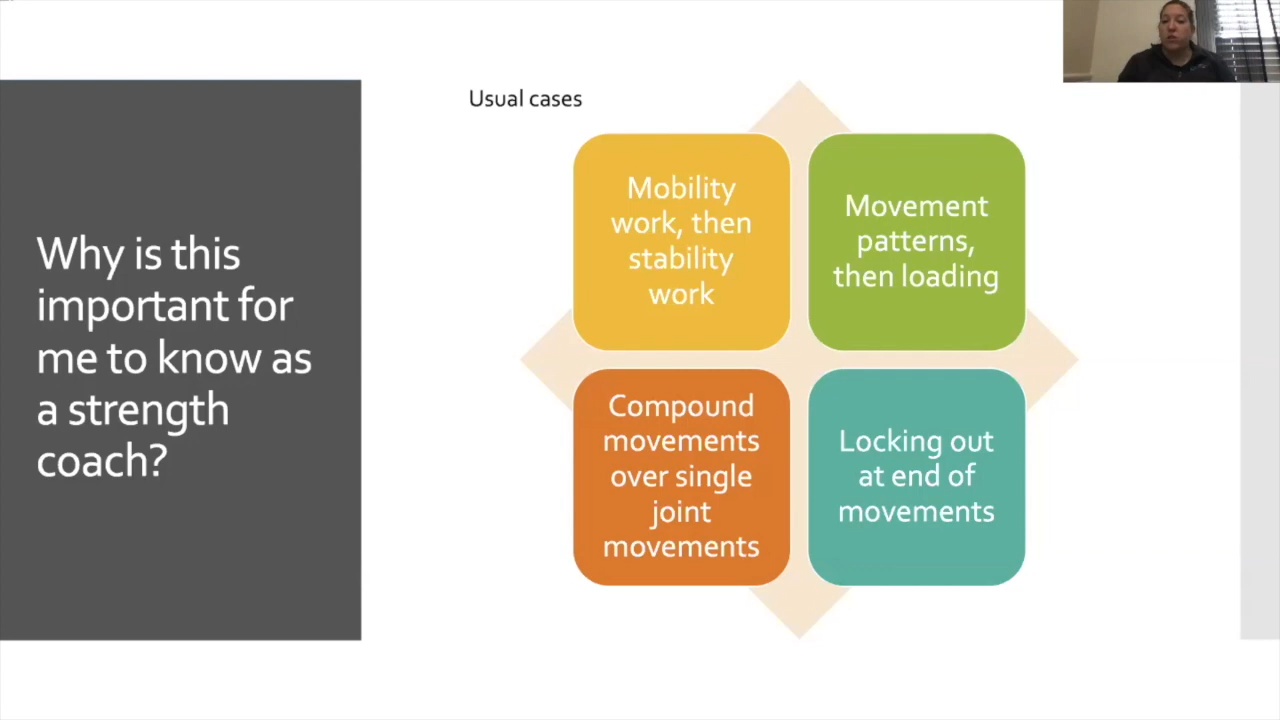 Why is this
important for
me to know as
a strength
coach?
Usual cases
Mobility
work, then
stability
work
Movement
patterns,
then loading
Compound
movements
over single
joint
movements
Locking out
at end of
movements